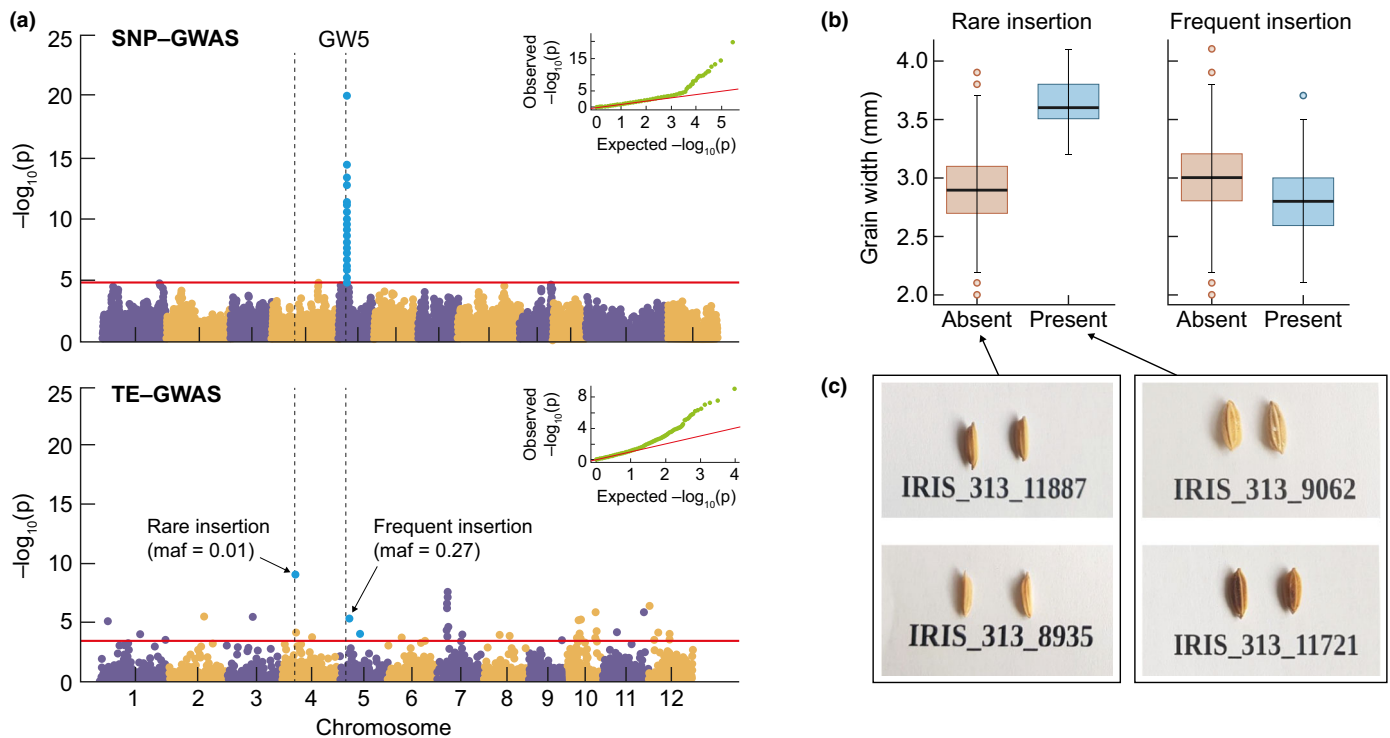 (a)
SNP–GWAS
GW5
25
20
15
10
5
0
–log10(p)
Observed
–log10(p)
15
5
0
0 1 2 3 4 5
Expected –log10(p)
TE–GWAS
25
20
15
10
5
0
–log10(p)
Rare insertion
(maf = 0.01)
Frequent insertion
(maf = 0.27)
Observed
–log10(p)
8
4
0
0 1 2 3 4
Expected –log10(p)
1 2 3 4 5 6 7 8 9 10 11 12
Chromosome
(b)
Rare insertion
Frequent insertion
Grain width (mm)
4.0
3.5
3.0
2.5
2.0
Absent Present
Absent Present
(c)
IRIS_313_11887
IRIS_313_9062
IRIS_313_8935
IRIS_313_11721